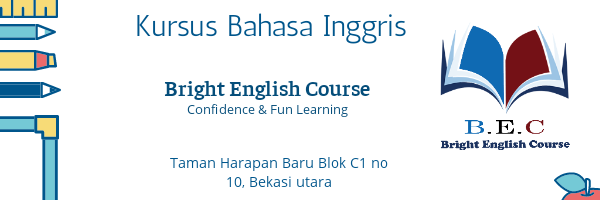 Kursus Bahasa Inggris
Bright English Course
Confidence & Fun Learning
Taman Harapan Baru Blok C1 no
10, Bekasi utara
B.E.C
Bright English Course